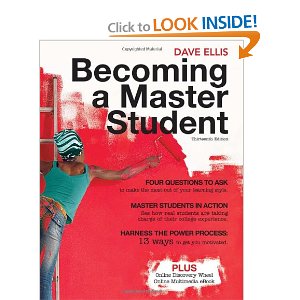 Click to LOOK INSIDE!
Copyrighted Material
DAVE ELLIS
Becoming
a Master
Student
Thirteenth Edition
FOUR QUESTIONS TO ASK
to make the most out of your learning style.
MASTER STUDENTS IN ACTION
See how real students are taking
charge of their college experience.
HARNESS THE POWER PROCESS:
13 ways to get you motivated.
PLUS
Online Discovery Wheel
Online Multimedia eBook